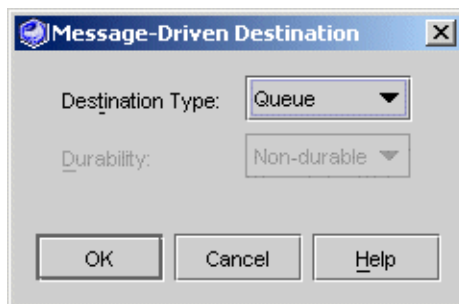 Message-Driven Destination
Destination Type: Queue
Durability: Non-durable
OK Cancel Help